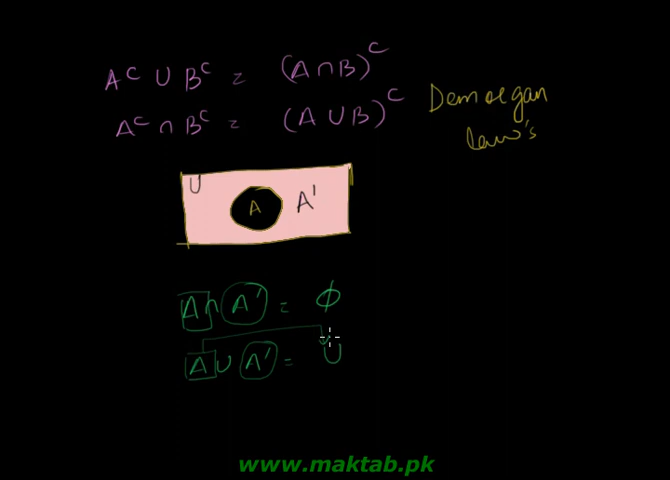 Aᶜ ∪ Bᶜ = (A ∩ B)ᶜ
Aᶜ ∩ Bᶜ = (A ∪ B)ᶜ
Demorgan
law's
U
A
A'
A ∩ A' = ϕ
A ∪ A' = U
www.maktab.pk